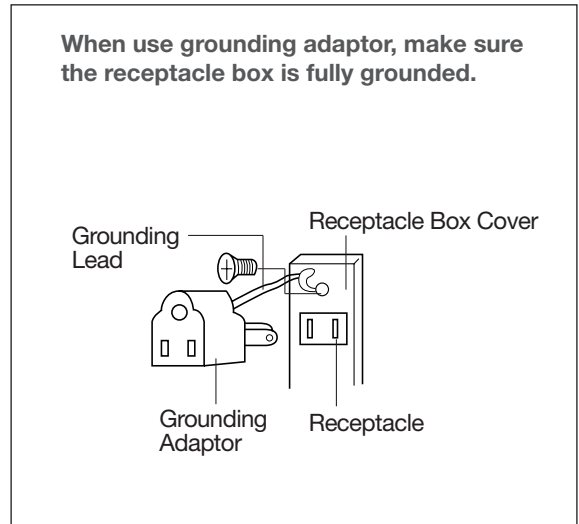 When use grounding adaptor, make sure
the receptacle box is fully grounded.
Grounding
Lead
Receptacle Box Cover
Grounding
Adaptor
Receptacle